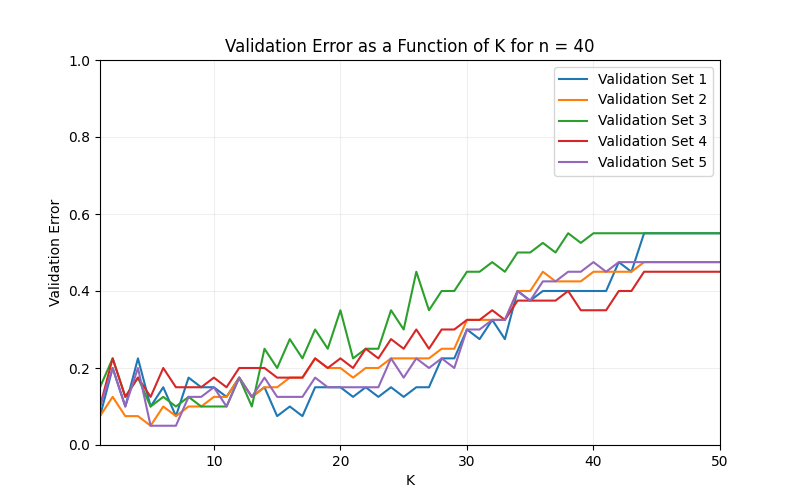 Validation Error as a Function of K for n = 40
Validation Error
1.0
0.8
0.6
0.4
0.2
0.0
Validation Set 1
Validation Set 2
Validation Set 3
Validation Set 4
Validation Set 5
10
20
30
40
50
K